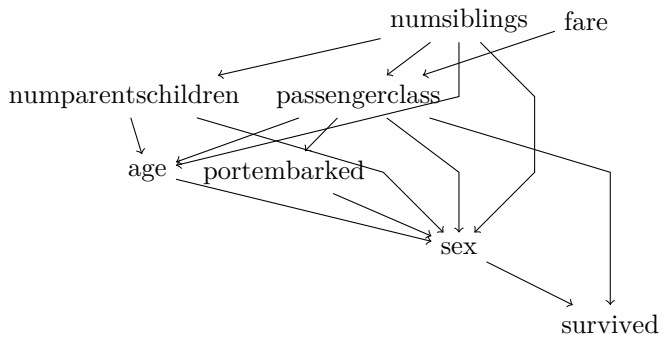 numsiblings fare
numparentschildren passengerclass
age portembarked
sex
survived